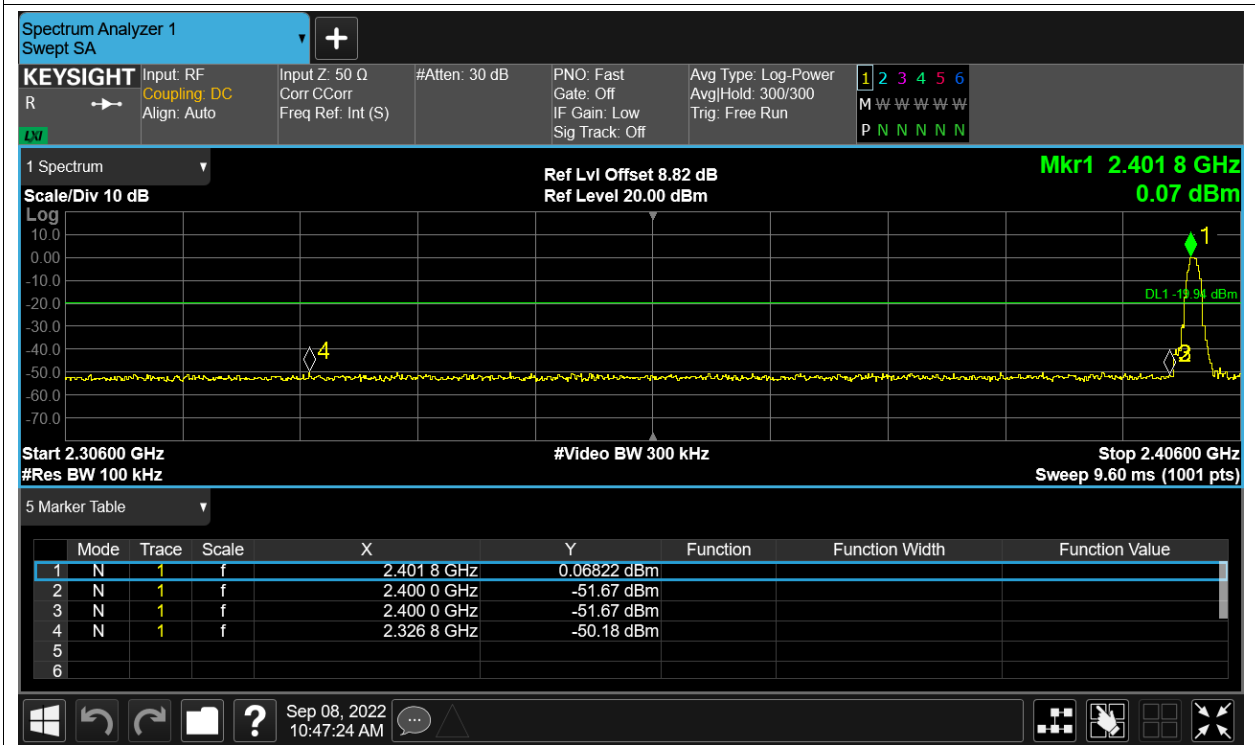 Spectrum Analyzer 1
Swept SA
KEYSIGHT
R
LXI
Input: RF
Coupling: DC
Align: Auto
Input Z: 50 Ω
Corr CCorr
Freq Ref: Int (S)
#Atten: 30 dB
PNO: Fast
Gate: Off
IF Gain: Low
Sig Track: Off
Avg Type: Log-Power
Avg|Hold: 300/300
Trig: Free Run
1 2 3 4 5 6
M W W W W W
P N N N N N
1 Spectrum
Scale/Div 10 dB
Ref Lvl Offset 8.82 dB
Ref Level 20.00 dBm
Mkr1 2.401 8 GHz
0.07 dBm
Log
10.0
0.00
-10.0
-20.0
-30.0
-40.0
-50.0
-60.0
-70.0
1
DL1 -19.94 dBm
4
Start 2.30600 GHz
#Res BW 100 kHz
#Video BW 300 kHz
Stop 2.40600 GHz
Sweep 9.60 ms (1001 pts)
5 Marker Table
Mode Trace Scale X Y Function Function Width Function Value
1 N 1 f 2.401 8 GHz 0.06822 dBm
2 N 1 f 2.400 0 GHz -51.67 dBm
3 N 1 f 2.400 0 GHz -51.67 dBm
4 N 1 f 2.326 8 GHz -50.18 dBm
5
6
?
Sep 08, 2022
10:47:24 AM